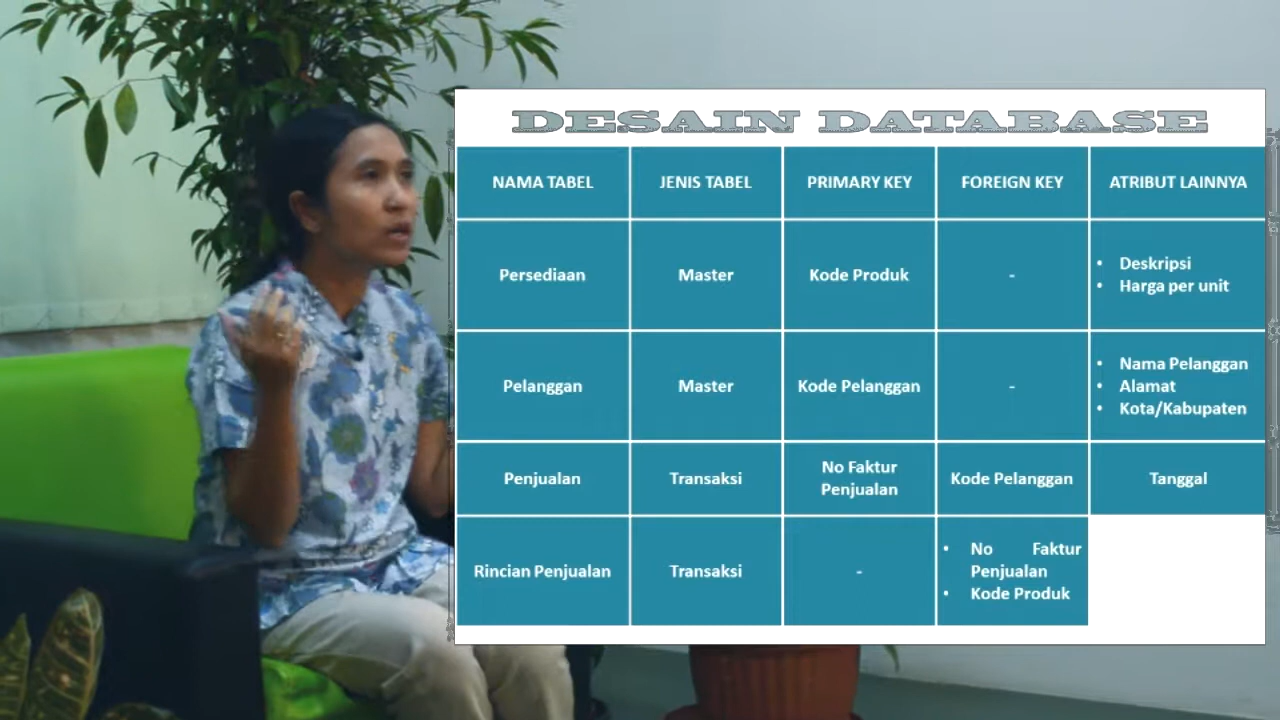 DESAIN DATABASE
NAMA TABEL JENIS TABEL PRIMARY KEY FOREIGN KEY ATRIBUT LAINNYA
Persediaan Master Kode Produk - • Deskripsi
• Harga per unit
Pelanggan Master Kode Pelanggan - • Nama Pelanggan
• Alamat
• Kota/Kabupaten
Penjualan Transaksi No Faktur
Penjualan Kode Pelanggan Tanggal
Rincian Penjualan Transaksi - • No Faktur
Penjualan
• Kode Produk